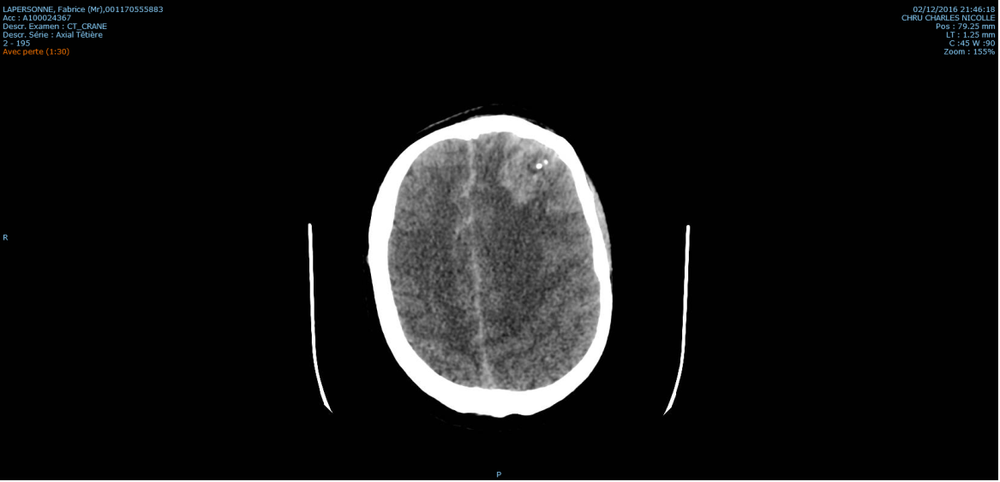 LAPERSONNE, Fabrice (Mr),001170555883
Acc : A100024367
Descr. Examen : CT_CRANE
Descr. Série : Axial Têtière
2 - 195
Avec perte (1:30)
02/12/2016 21:46:18
CHRU CHARLES NICOLLE
Pos : 79.25 mm
LT : 1.25 mm
C :45 W :90
Zoom : 155%
R
P